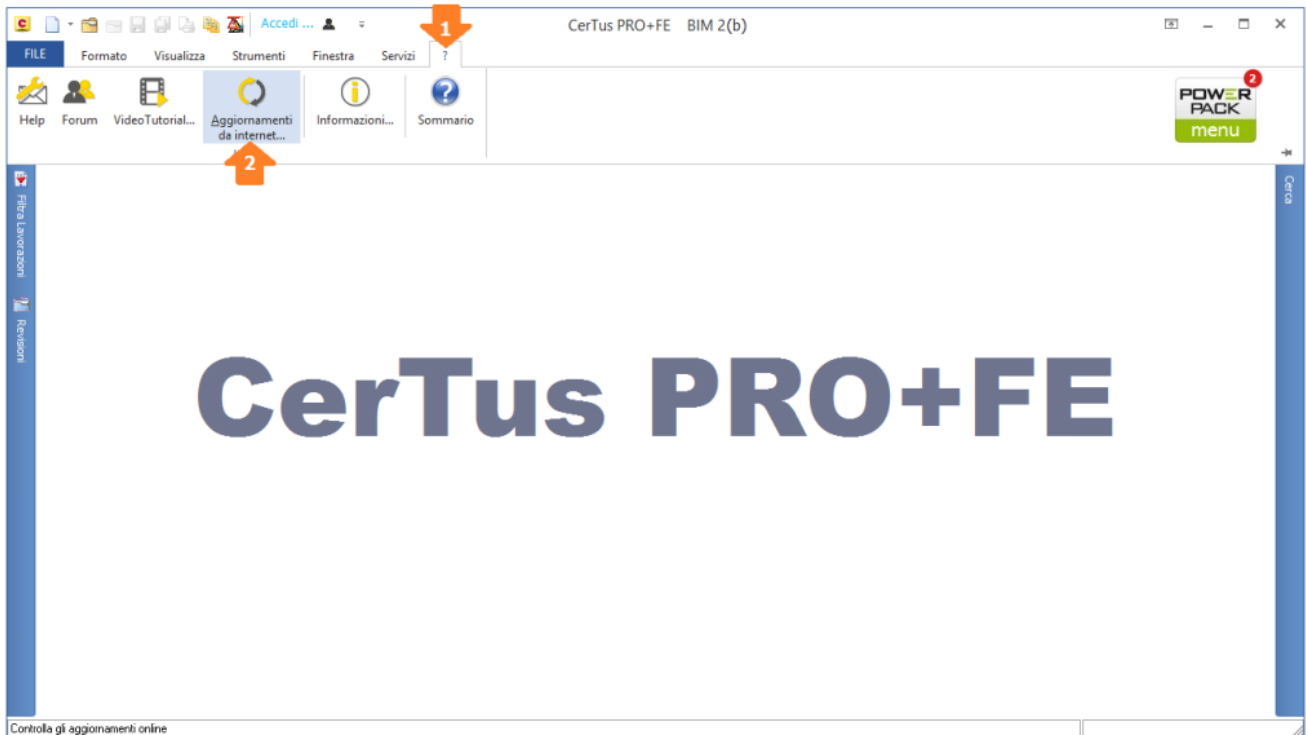 Accedi ...
1
CerTus PRO+FE BIM 2(b)
FILE Formato Visualizza Strumenti Finestra Servizi ?
Help Forum VideoTutorial... Aggiornamenti da internet... Informazioni... Sommario
2
POWER
PACK
menu
2
Filtra Lavorazioni
Revisioni
Cerca
CerTus PRO+FE
Controlla gli aggiornamenti online